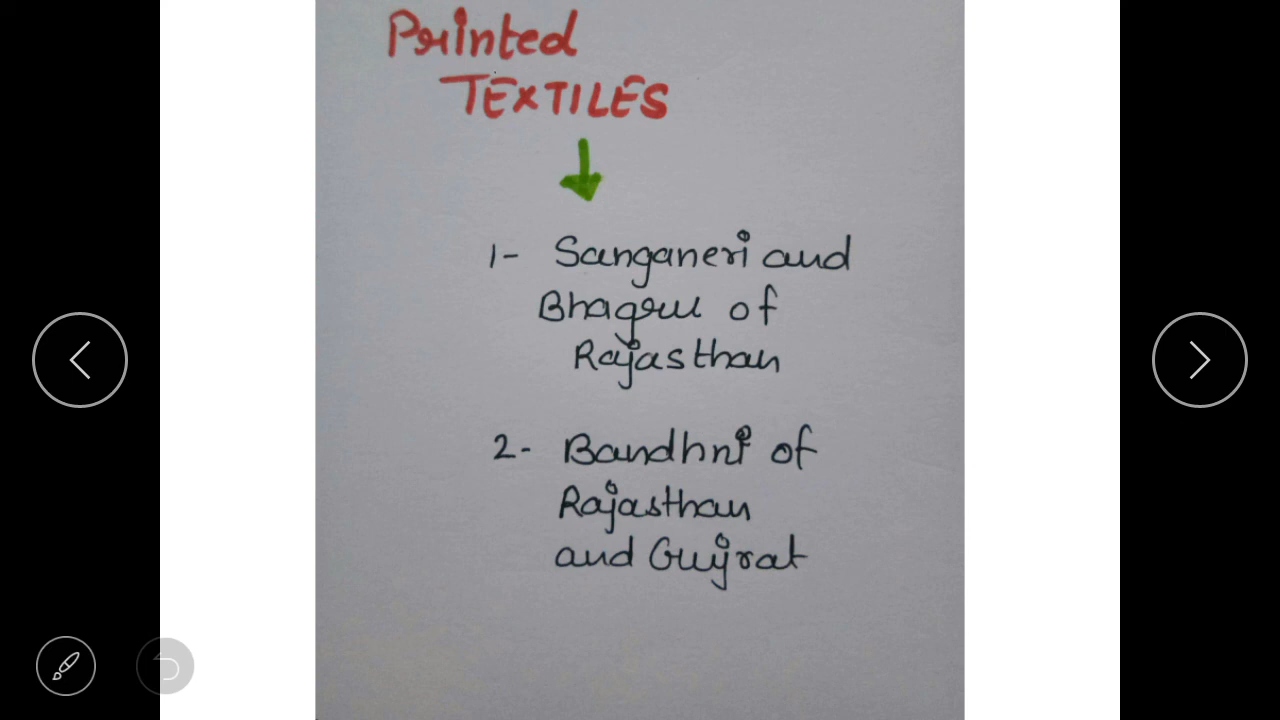 Printed
TEXTILES
1- Sanganeri and
Bhagru of
Rajasthan
2- Bandhni of
Rajasthan
and Gujrat